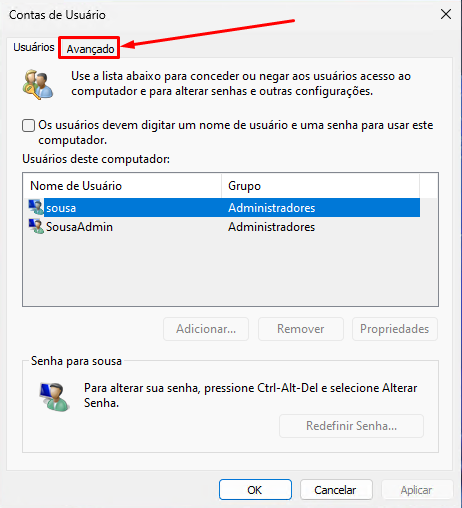 Contas de Usuário
Usuários
Avançado
Use a lista abaixo para conceder ou negar aos usuários acesso ao
computador e para alterar senhas e outras configurações.
Os usuários devem digitar um nome de usuário e uma senha para usar este
computador.
Usuários deste computador:
Nome de Usuário Grupo
sousa Administradores
SousaAdmin Administradores
Adicionar... Remover Propriedades
Senha para sousa
Para alterar sua senha, pressione Ctrl-Alt-Del e selecione Alterar
Senha.
Redefinir Senha...
OK Cancelar Aplicar